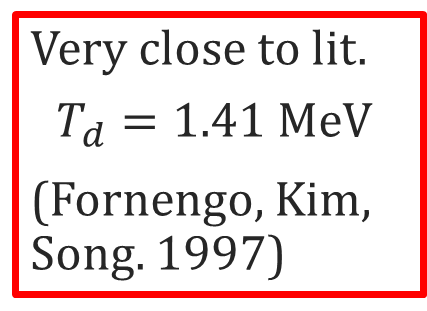 Very close to lit.
T_d = 1.41 MeV
(Fornengo, Kim,
Song. 1997)